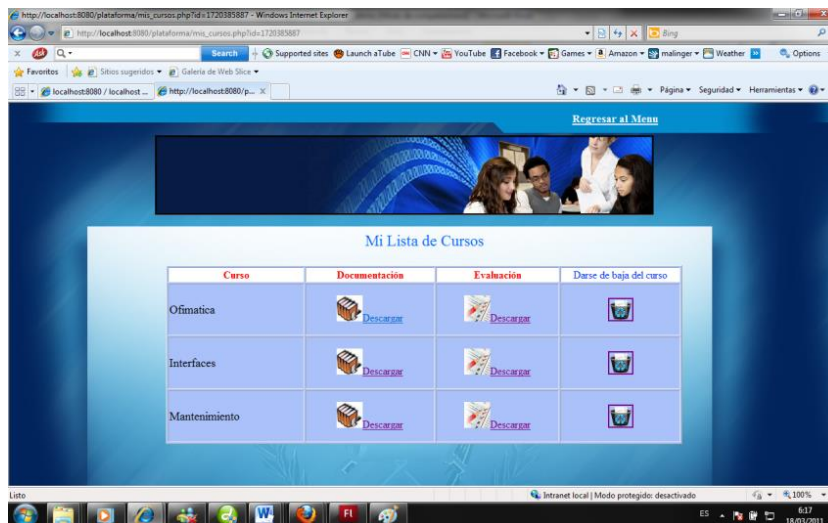 http://localhost:8080/plataforma/mis_cursos.php?id=1720385887 - Windows Internet Explorer
http://localhost:8080/plataforma/mis_cursos.php?id=1720385887
Bing
Search
Supported sites Launch aTube CNN YouTube Facebook Games Amazon malinger Weather Options
Favoritos Sitios sugeridos Galería de Web Slice
localhost:8080 / localhost ... http://localhost:8080/p... X Página Seguridad Herramientas
Regresar al Menu
Mi Lista de Cursos
Curso Documentación Evaluación Darse de baja del curso
Ofimatica Descargar Descargar
Interfaces Descargar Descargar
Mantenimiento Descargar Descargar
Listo Intranet local | Modo protegido: desactivado 100%
ES 6:17
18/03/2011